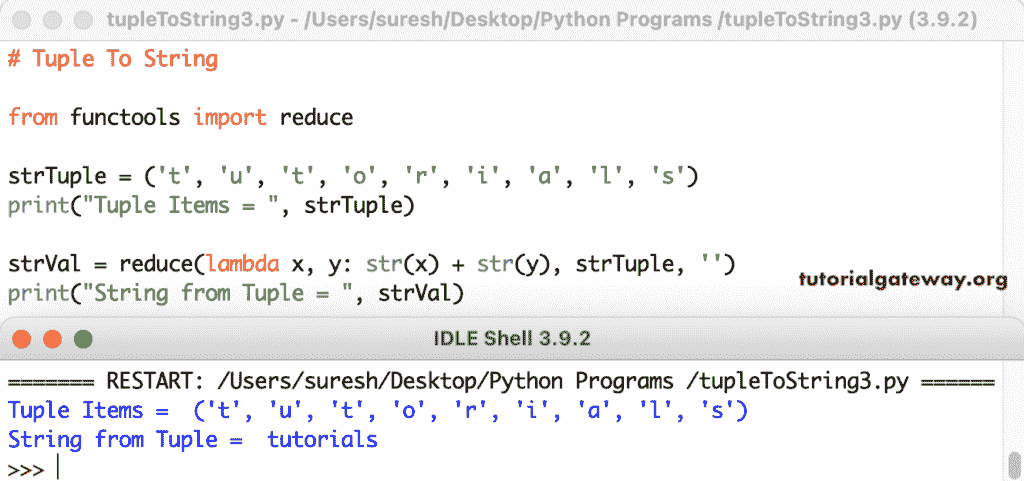 tupleToString3.py - /Users/suresh/Desktop/Python Programs /tupleToString3.py (3.9.2)
# Tuple To String
from functools import reduce
strTuple = ('t', 'u', 't', 'o', 'r', 'i', 'a', 'l', 's')
print("Tuple Items = ", strTuple)
strVal = reduce(lambda x, y: str(x) + str(y), strTuple, '')
tutorialgateway.org
print("String from Tuple = ", strVal)
IDLE Shell 3.9.2
======= RESTART: /Users/suresh/Desktop/Python Programs /tupleToString3.py ======
Tuple Items =  ('t', 'u', 't', 'o', 'r', 'i', 'a', 'l', 's')
String from Tuple =  tutorials
>>>